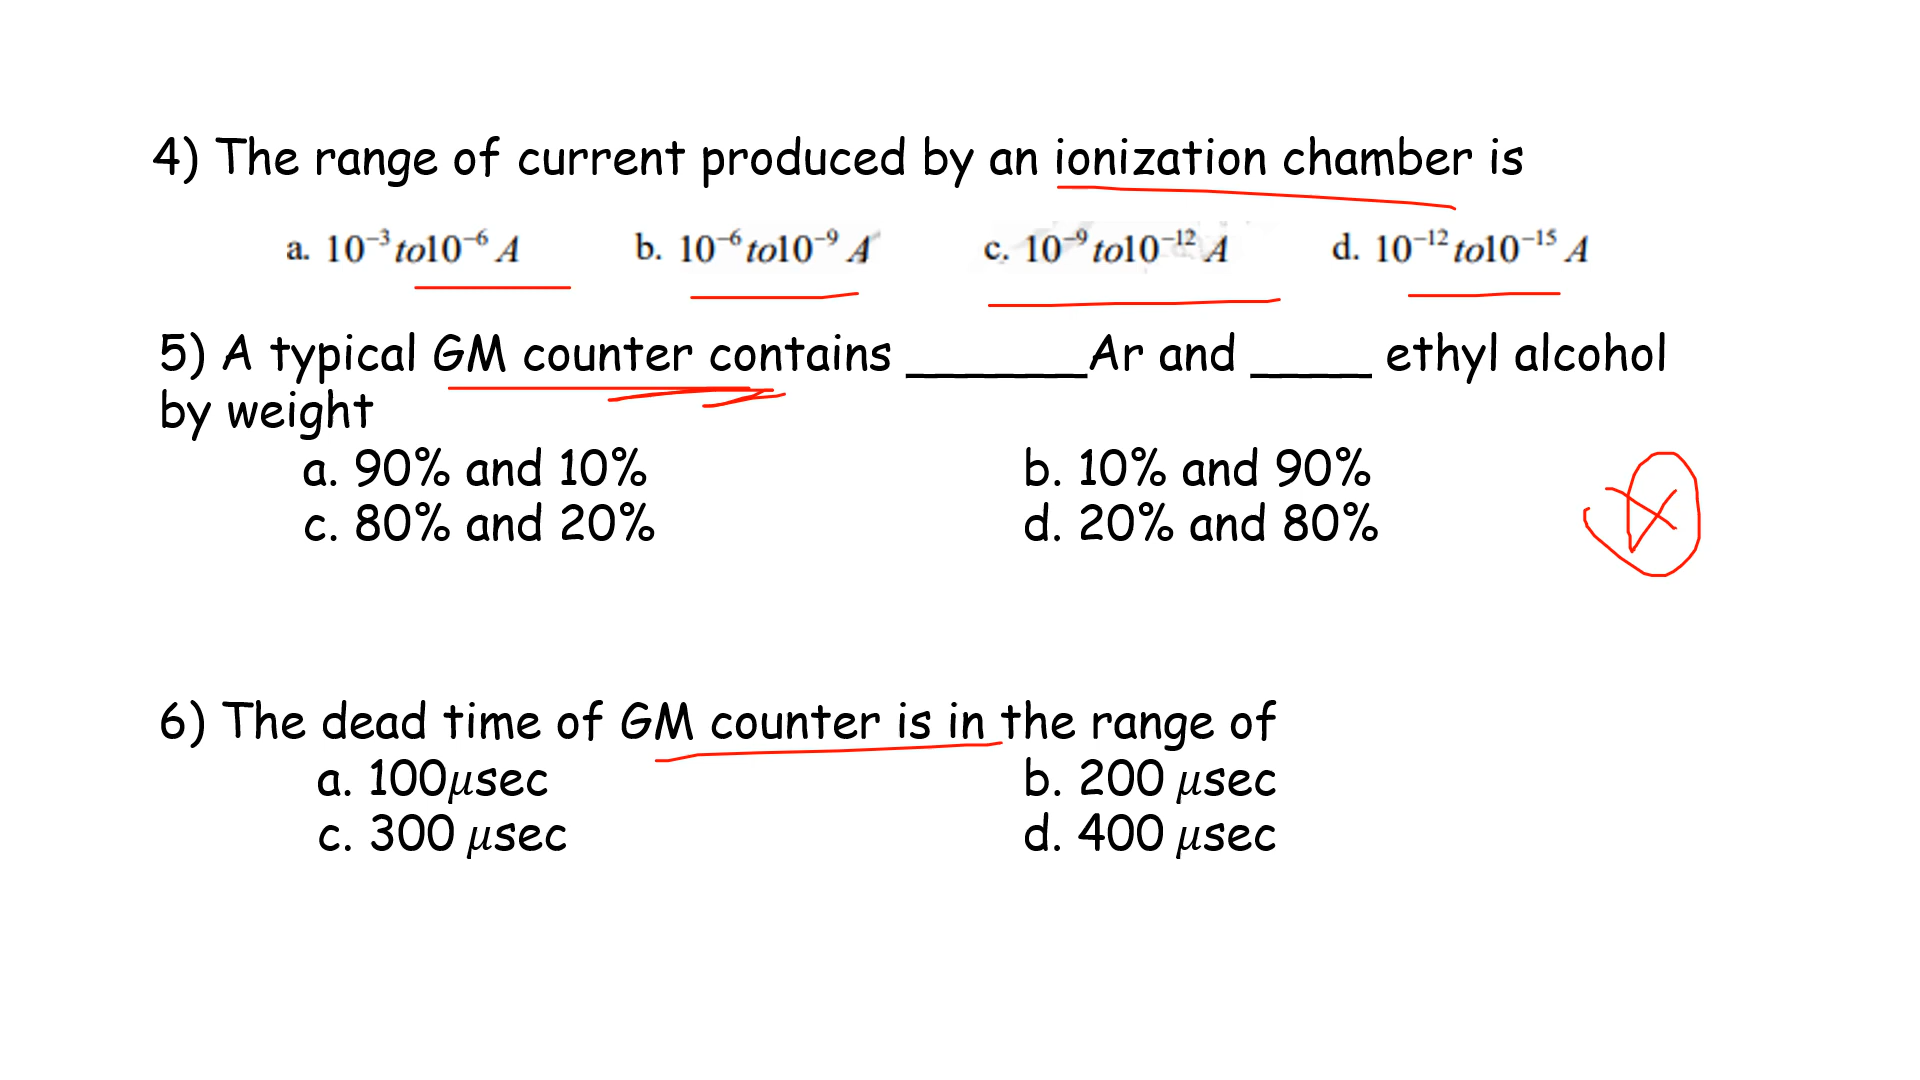 4) The range of current produced by an ionization chamber is
a. 10⁻³to10⁻⁶ A b. 10⁻⁶to10⁻⁹ A c. 10⁻⁹to10⁻¹² A d. 10⁻¹²to10⁻¹⁵ A
5) A typical GM counter contains ______Ar and ____ ethyl alcohol
by weight
a. 90% and 10% b. 10% and 90%
c. 80% and 20% d. 20% and 80%
6) The dead time of GM counter is in the range of
a. 100μsec b. 200 μsec
c. 300 μsec d. 400 μsec